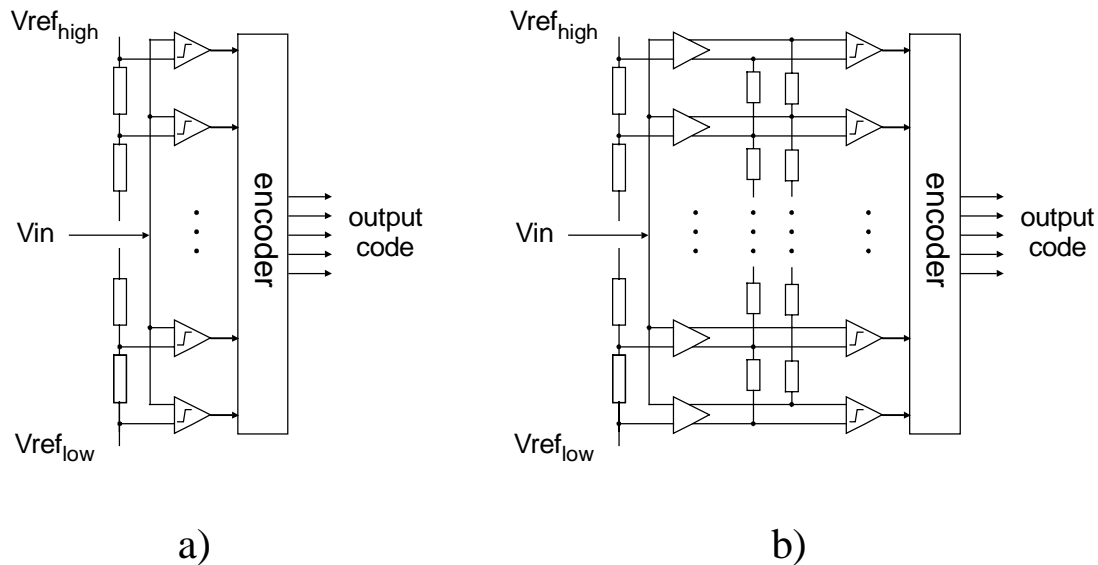 Vref_high
Vin
Vref_low
encoder
output
code
a)
Vref_high
Vin
Vref_low
encoder
output
code
b)